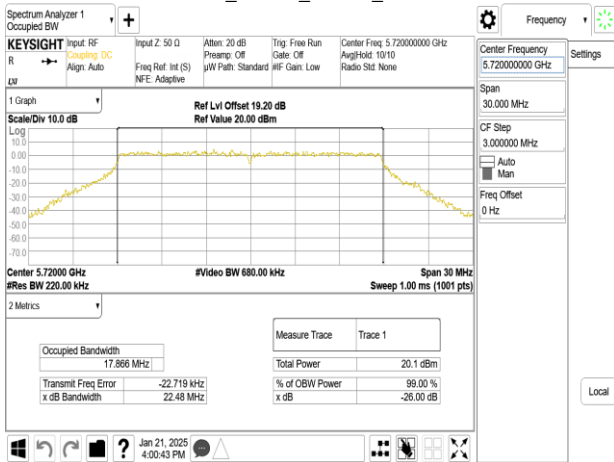 Spectrum Analyzer 1
Occupied BW
Frequency
KEYSIGHT
R
Input: RF
Coupling: DC
Align: Auto
Input Z: 50 Ω
Freq Ref: Int (S)
NFE: Adaptive
Atten: 20 dB
Preamp: Off
µW Path: Standard
Trig: Free Run
Gate: Off
#IF Gain: Low
Center Freq: 5.720000000 GHz
Avg|Hold: 10/10
Radio Std: None
Center Frequency
5.720000000 GHz
Settings
Span
30.000 MHz
CF Step
3.000000 MHz
Auto
Man
Freq Offset
0 Hz
Local
1 Graph
Scale/Div 10.0 dB
Ref Lvl Offset 19.20 dB
Ref Value 20.00 dBm
Log
10.0
0.00
-10.0
-20.0
-30.0
-40.0
-50.0
-60.0
-70.0
Center 5.72000 GHz
#Res BW 220.00 kHz
#Video BW 680.00 kHz
Span 30 MHz
Sweep 1.00 ms (1001 pts)
2 Metrics
Measure Trace Trace 1
Occupied Bandwidth
17.866 MHz
Total Power 20.1 dBm
Transmit Freq Error -22.719 kHz
% of OBW Power 99.00 %
x dB Bandwidth 22.48 MHz
x dB -26.00 dB
Jan 21, 2025
4:00:43 PM